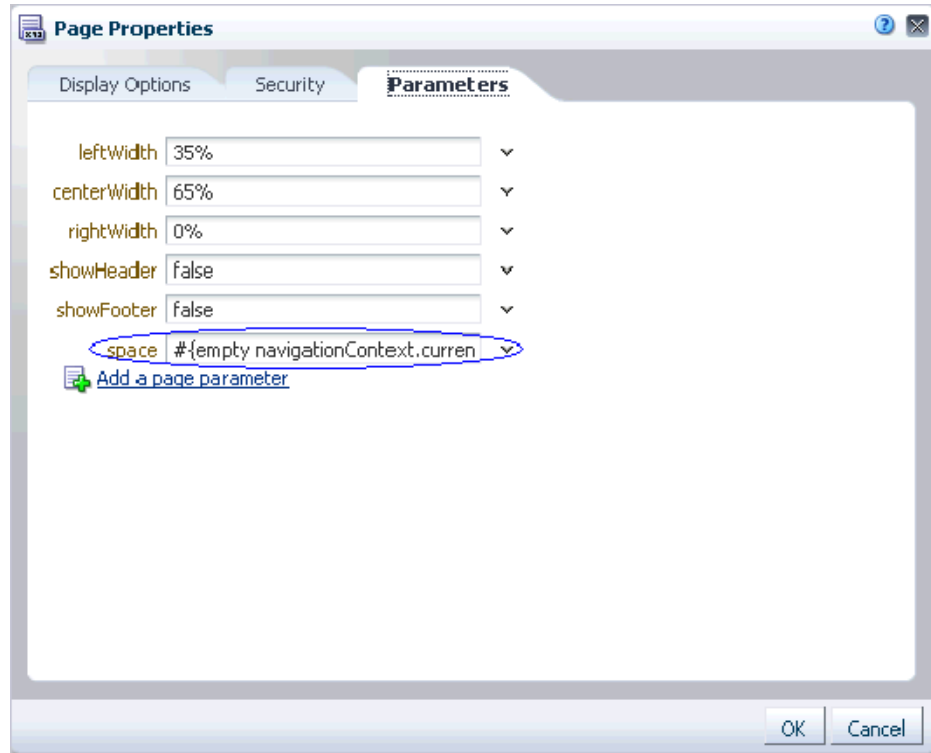 Page Properties
Display Options Security Parameters
leftWidth 35%
centerWidth 65%
rightWidth 0%
showHeader false
showFooter false
space #{empty navigationContext.curren
Add a page parameter
OK Cancel